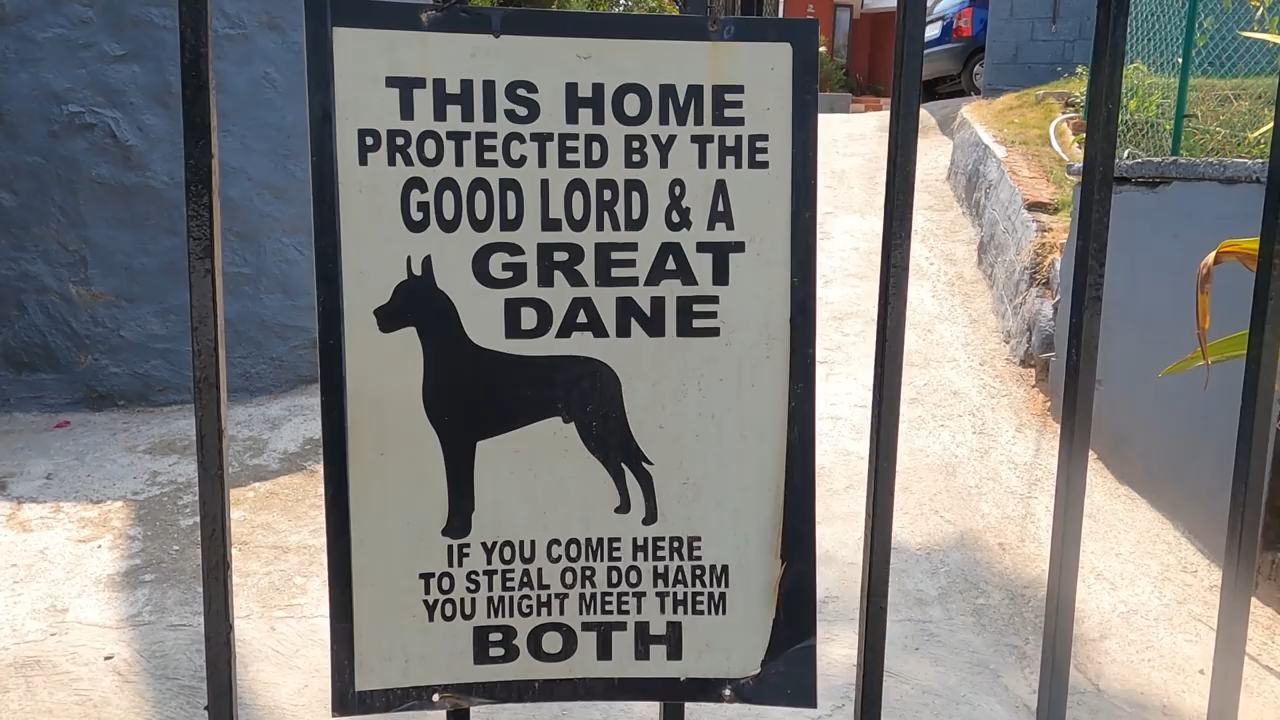 THIS HOME
PROTECTED BY THE
GOOD LORD & A
GREAT
DANE
IF YOU COME HERE
TO STEAL OR DO HARM
YOU MIGHT MEET THEM
BOTH